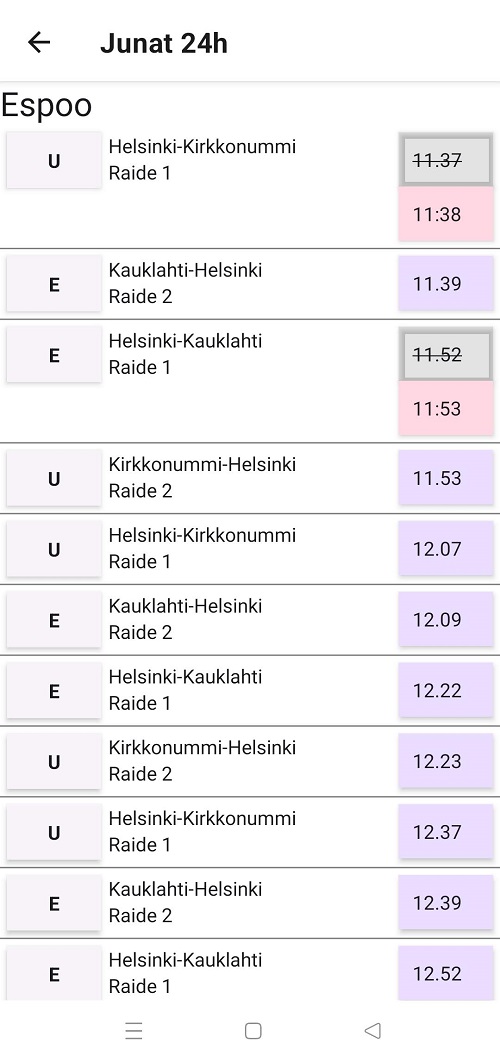 Junat 24h
Espoo
U
Helsinki-Kirkkonummi
Raide 1
11.37
11:38
E
Kauklahti-Helsinki
Raide 2
11.39
E
Helsinki-Kauklahti
Raide 1
11.52
11:53
U
Kirkkonummi-Helsinki
Raide 2
11.53
U
Helsinki-Kirkkonummi
Raide 1
12.07
E
Kauklahti-Helsinki
Raide 2
12.09
E
Helsinki-Kauklahti
Raide 1
12.22
U
Kirkkonummi-Helsinki
Raide 2
12.23
U
Helsinki-Kirkkonummi
Raide 1
12.37
E
Kauklahti-Helsinki
Raide 2
12.39
E
Helsinki-Kauklahti
Raide 1
12.52